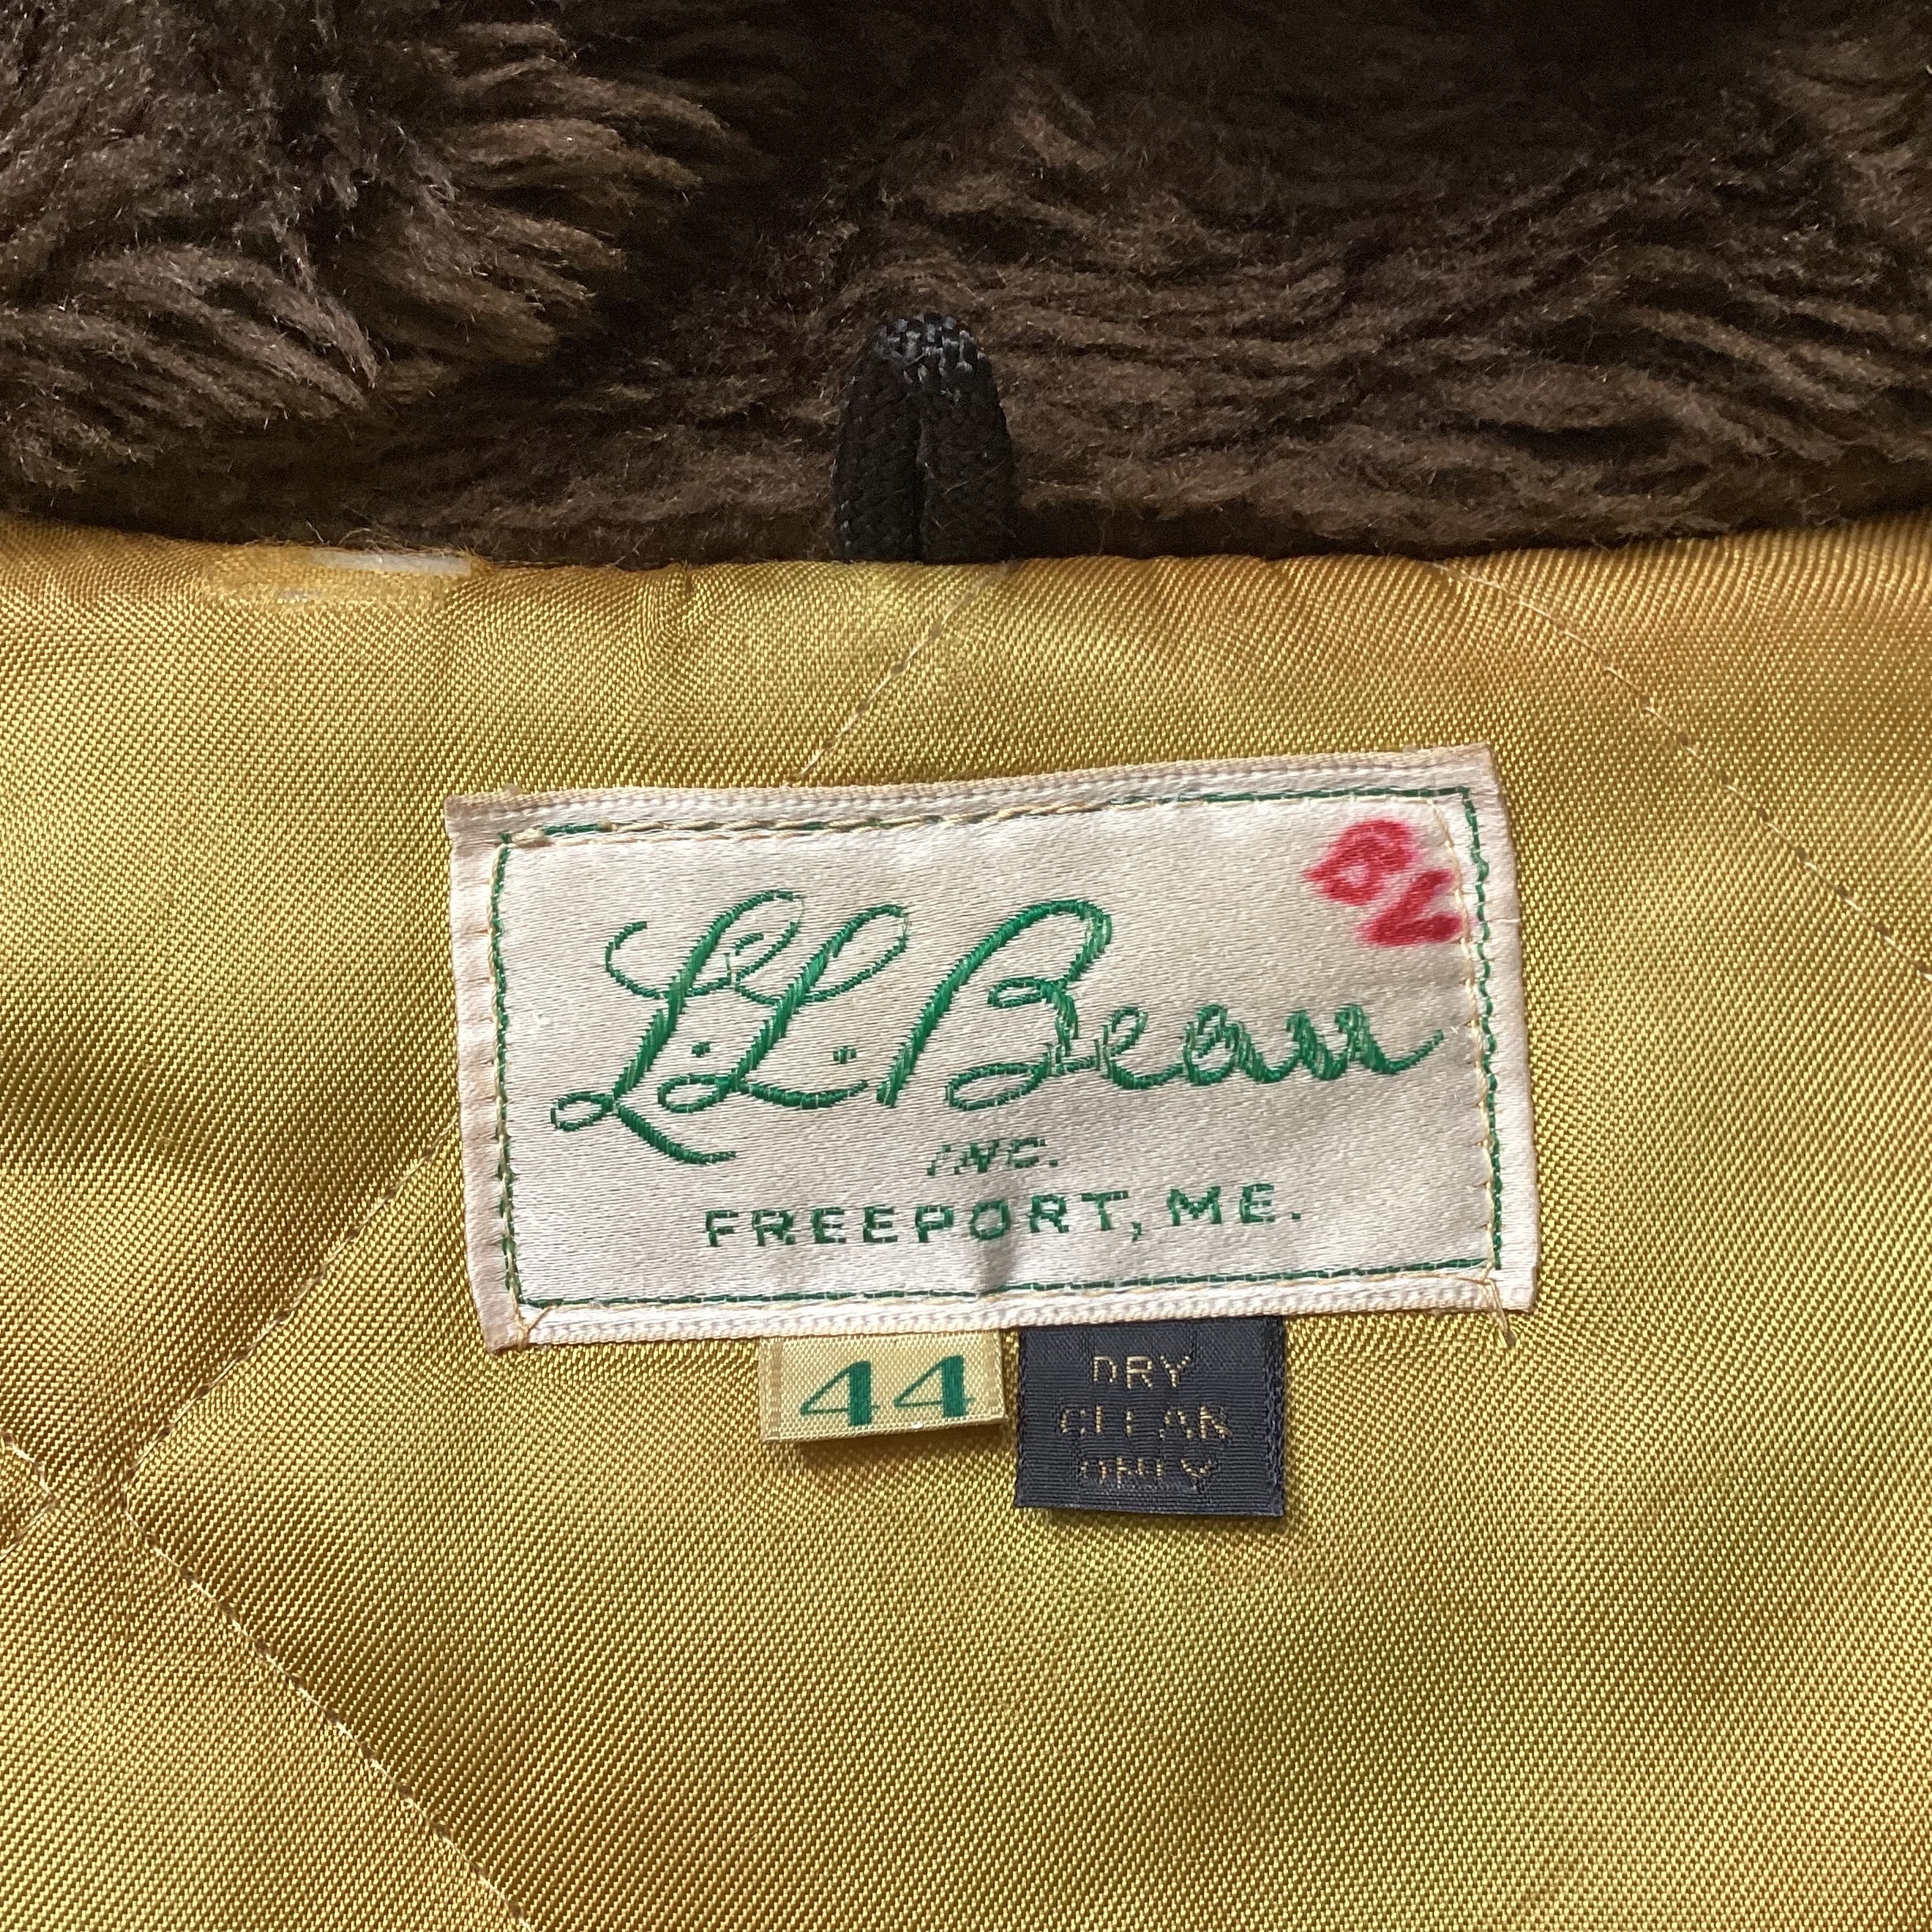 L.L. Bean
INC.
FREEPORT, ME.
44
DRY
CLEAN
ONLY